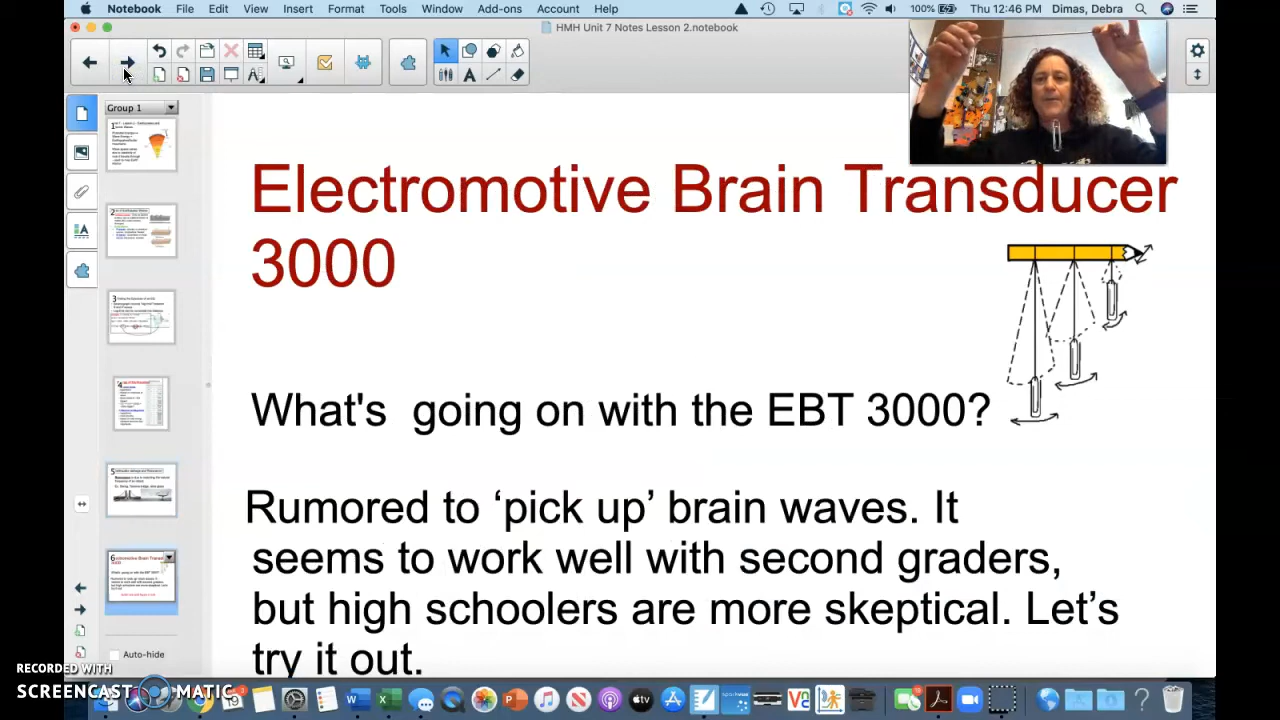 Notebook File Edit View Insert Format Tools Window Add-ons Account Help 100% Thu 12:46 PM Dimas, Debra
HMH Unit 7 Notes Lesson 2.notebook
Group 1
Electromotive Brain Transducer
3000
What's going on with the EBT 3000?
Rumored to ‘pick up’ brain waves. It
seems to work well with second graders,
but high schoolers are more skeptical. Let’s
try it out.
Auto-hide
RECORDED WITH
SCREENCAST MATIC